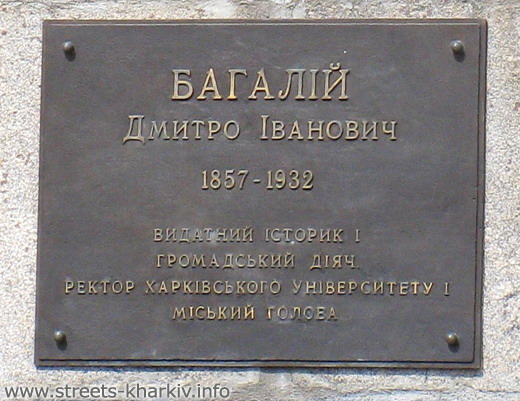 БАГАЛІЙ
ДМИТРО ІВАНОВИЧ
1857-1932
ВИДАТНИЙ ІСТОРИК І
ГРОМАДСЬКИЙ ДІЯЧ,
РЕКТОР ХАРКІВСЬКОГО УНІВЕРСИТЕТУ І
МІСЬКИЙ ГОЛОВА
www.streets-kharkiv.info